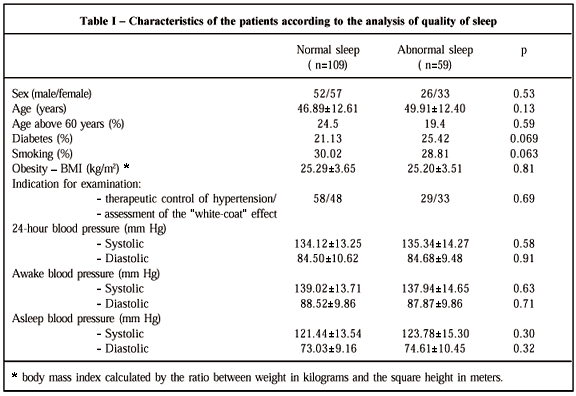 Table I – Characteristics of the patients according to the analysis of quality of sleep
Normal sleep Abnormal sleep p
( n=109) ( n=59)
Sex (male/female) 52/57 26/33 0.53
Age (years) 46.89±12.61 49.91±12.40 0.13
Age above 60 years (%) 24.5 19.4 0.59
Diabetes (%) 21.13 25.42 0.069
Smoking (%) 30.02 28.81 0.063
Obesity – BMI (kg/m²) * 25.29±3.65 25.20±3.51 0.81
Indication for examination:
- therapeutic control of hypertension/ 58/48 29/33 0.69
- assessment of the "white-coat" effect
24-hour blood pressure (mm Hg)
- Systolic 134.12±13.25 135.34±14.27 0.58
- Diastolic 84.50±10.62 84.68±9.48 0.91
Awake blood pressure (mm Hg)
- Systolic 139.02±13.71 137.94±14.65 0.63
- Diastolic 88.52±9.86 87.87±9.86 0.71
Asleep blood pressure (mm Hg)
- Systolic 121.44±13.54 123.78±15.30 0.30
- Diastolic 73.03±9.16 74.61±10.45 0.32
* body mass index calculated by the ratio between weight in kilograms and the square height in meters.